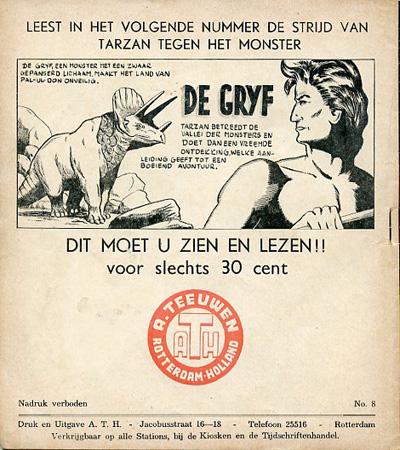 LEEST IN HET VOLGENDE NUMMER DE STRIJD VAN
TARZAN TEGEN HET MONSTER
DE GRYF, EEN MONSTER MET EEN ZWAAR
GEPANSERD LICHAAM, MAAKT HET LAND VAN
PAL-UL-DON ONVEILIG.
DE GRYF
TARZAN BETREEDT DE
VALLEI DER MONSTERS EN
DOET DAN EEN VREEMDE
ONTDEKKING, WELKE AAN-
LEIDING GEEFT TOT EEN
BOEIEND AVONTUUR.
DIT MOET U ZIEN EN LEZEN!!
voor slechts 30 cent
A. TEEUWEN
ATH
ROTTERDAM-HOLLAND
Nadruk verboden No. 8
Druk en Uitgave A. T. H. - Jacobusstraat 16—18 - Telefoon 25516 - Rotterdam
Verkrijgbaar op alle Stations, bij de Kiosken en de Tijdschriftenhandel.